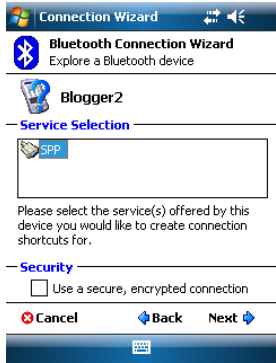 Connection Wizard
Bluetooth Connection Wizard
Explore a Bluetooth device
Blogger2
Service Selection
SPP
Please select the service(s) offered by this
device you would like to create connection
shortcuts for.
Security
Use a secure, encrypted connection
Cancel Back Next